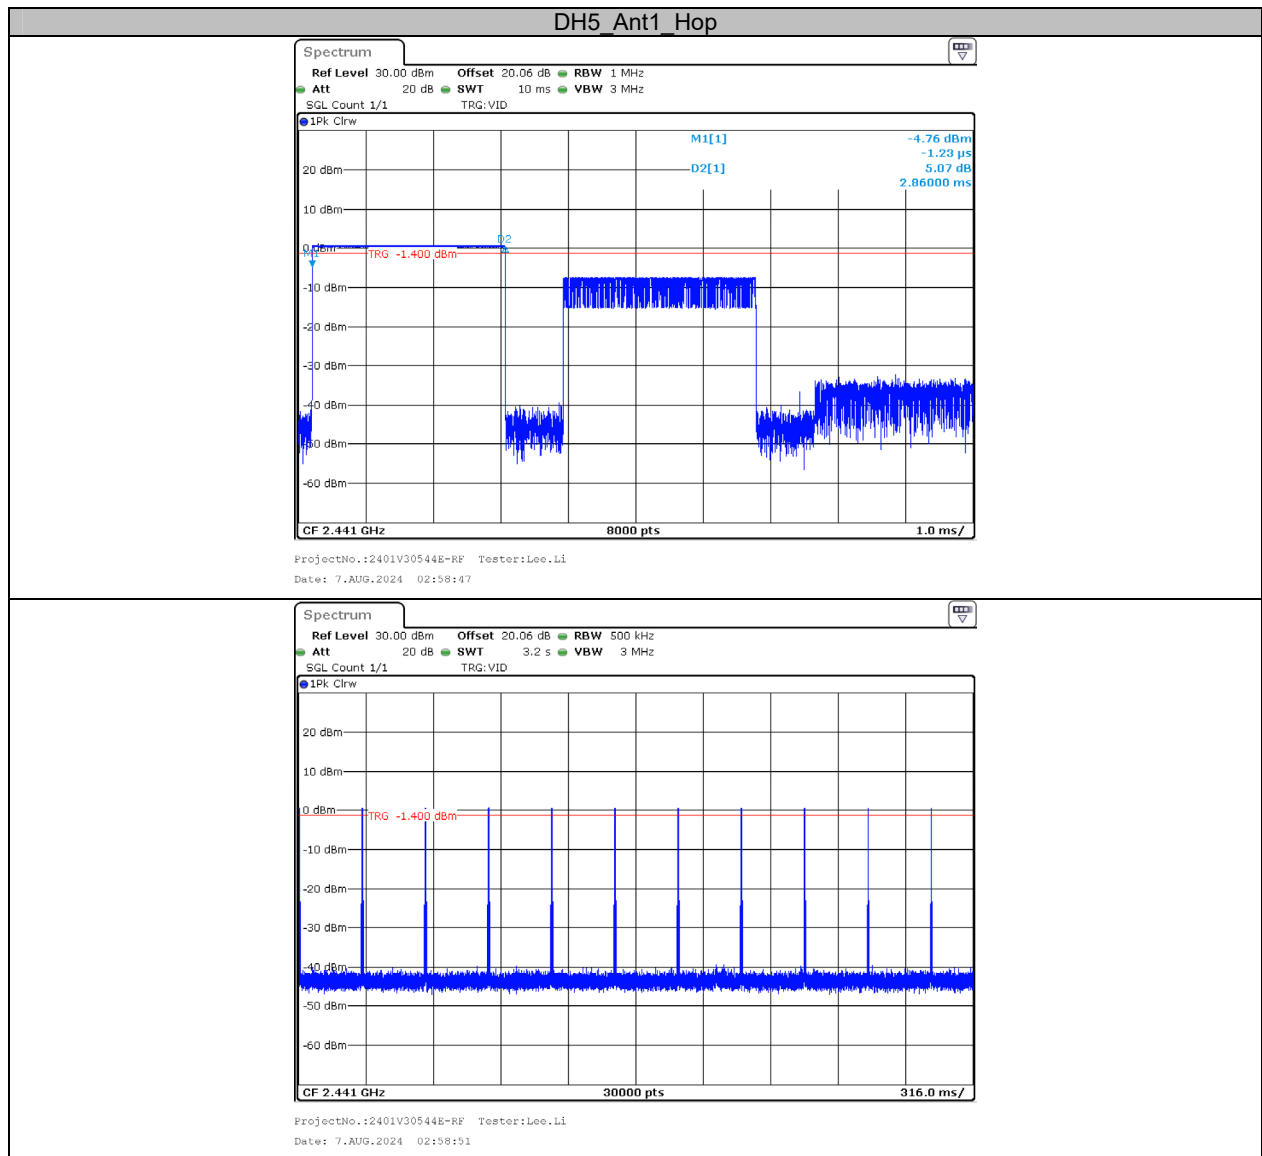 DH5_Ant1_Hop
Spectrum
Ref Level 30.00 dBm Offset 20.06 dB RBW 1 MHz
Att 20 dB SWT 10 ms VBW 3 MHz
SGL Count 1/1 TRG:VID
1Pk Clrw
M1[1] -4.76 dBm
-1.23 µs
D2[1] 5.07 dB
2.86000 ms
20 dBm
10 dBm
D2
0 dBm
M1
TRG -1.400 dBm
-10 dBm
-20 dBm
-30 dBm
-40 dBm
-50 dBm
-60 dBm
CF 2.441 GHz 8000 pts 1.0 ms/
ProjectNo.:2401V30544E-RF Tester:Lee.Li
Date: 7.AUG.2024 02:58:47
Spectrum
Ref Level 30.00 dBm Offset 20.06 dB RBW 500 kHz
Att 20 dB SWT 3.2 s VBW 3 MHz
SGL Count 1/1 TRG:VID
1Pk Clrw
20 dBm
10 dBm
0 dBm
TRG -1.400 dBm
-10 dBm
-20 dBm
-30 dBm
-40 dBm
-50 dBm
-60 dBm
CF 2.441 GHz 30000 pts 316.0 ms/
ProjectNo.:2401V30544E-RF Tester:Lee.Li
Date: 7.AUG.2024 02:58:51